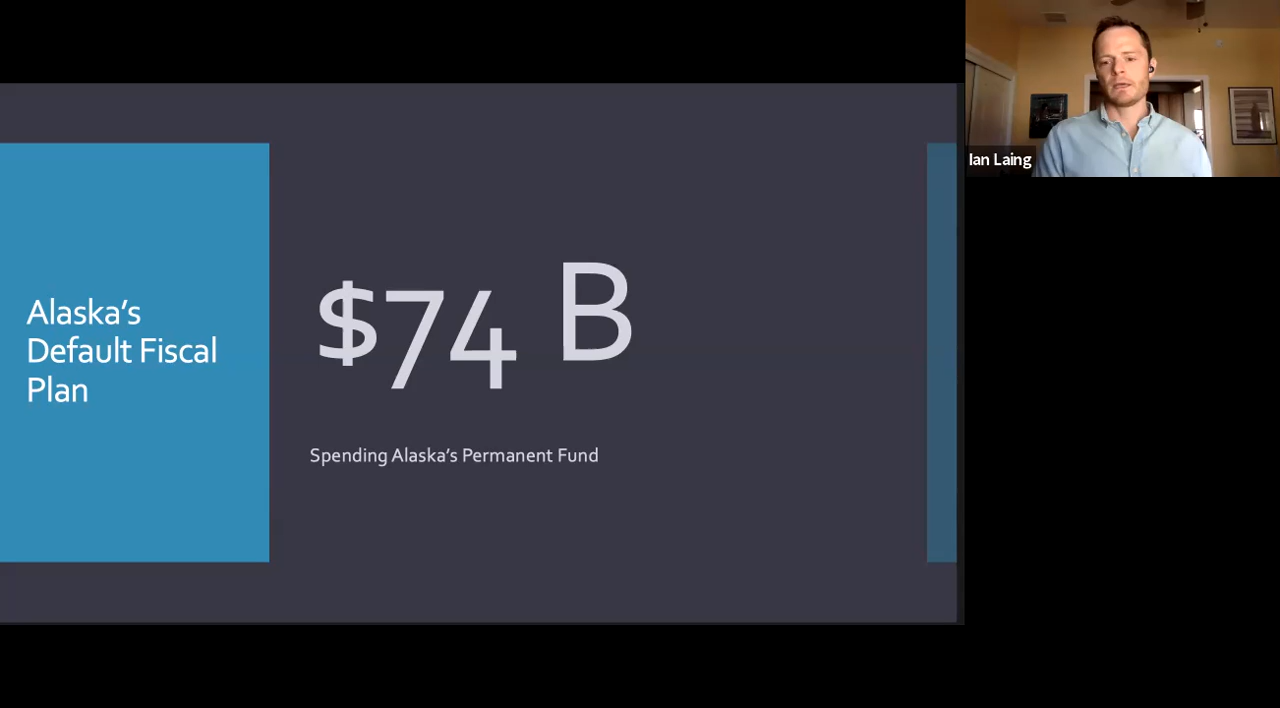 Alaska’s
Default Fiscal
Plan
$74 B
Spending Alaska’s Permanent Fund
Ian Laing